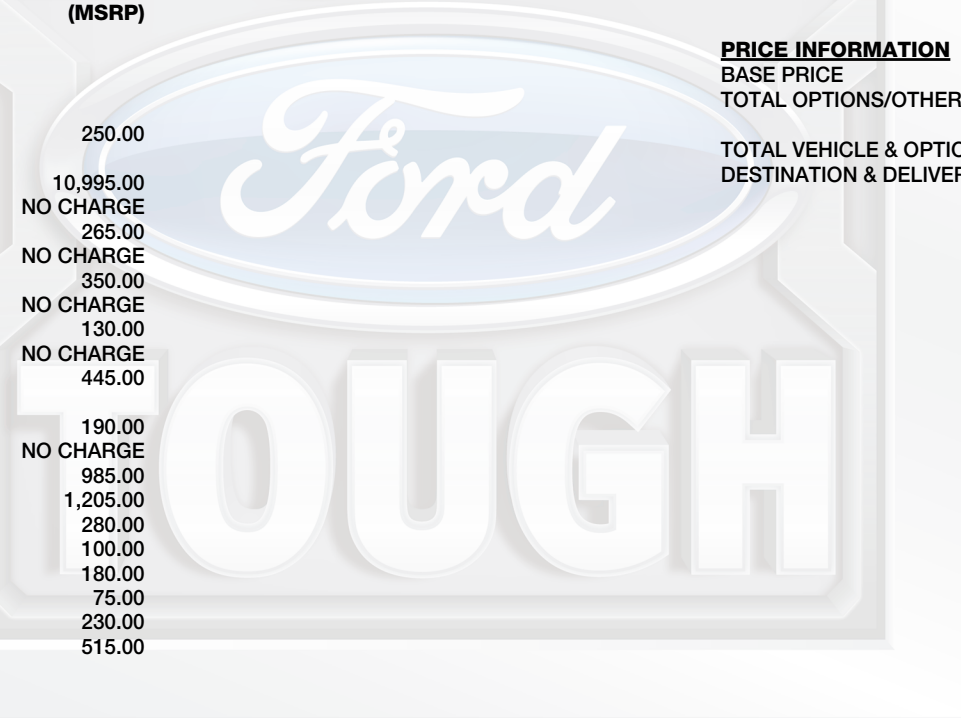 (MSRP)
250.00
10,995.00
NO CHARGE
265.00
NO CHARGE
350.00
NO CHARGE
130.00
NO CHARGE
445.00
190.00
NO CHARGE
985.00
1,205.00
280.00
100.00
180.00
75.00
230.00
515.00
PRICE INFORMATION
BASE PRICE
TOTAL OPTIONS/OTHER
TOTAL VEHICLE & OPTIO
DESTINATION & DELIVER
Ford
TOUGH